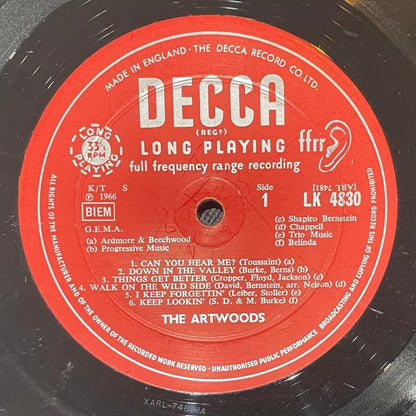 MADE IN ENGLAND · THE DECCA RECORD CO. LTD.
DECCA
(REGD)
LONG PLAYING ffrr
full frequency range recording
LONG PLAYING
33⅓
RPM
K/T S
Ⓟ 1966
BIEM
G.E.M.A.
(a) Ardmore & Beechwood
(b) Progressive Music
Side
1
LK 4830
(ARL 7481)
(c) Shapiro Bernstein
(d) Chappell
(e) Trio Music
(f) Belinda
1. CAN YOU HEAR ME? (Toussaint) (a)
2. DOWN IN THE VALLEY (Burke, Berns) (b)
3. THINGS GET BETTER (Cropper, Floyd, Jackson) (c)
4. WALK ON THE WILD SIDE (David, Bernstein, arr. Nelson) (d)
5. I KEEP FORGETTIN' (Leiber, Stoller) (e)
6. KEEP LOOKIN' (S. D. & M. Burke) (f)
THE ARTWOODS
ALL RIGHTS OF THE MANUFACTURER AND OF THE OWNER OF THE RECORDED WORK RESERVED · UNAUTHORISED PUBLIC PERFORMANCE, BROADCASTING AND COPYING OF THIS RECORD PROHIBITED